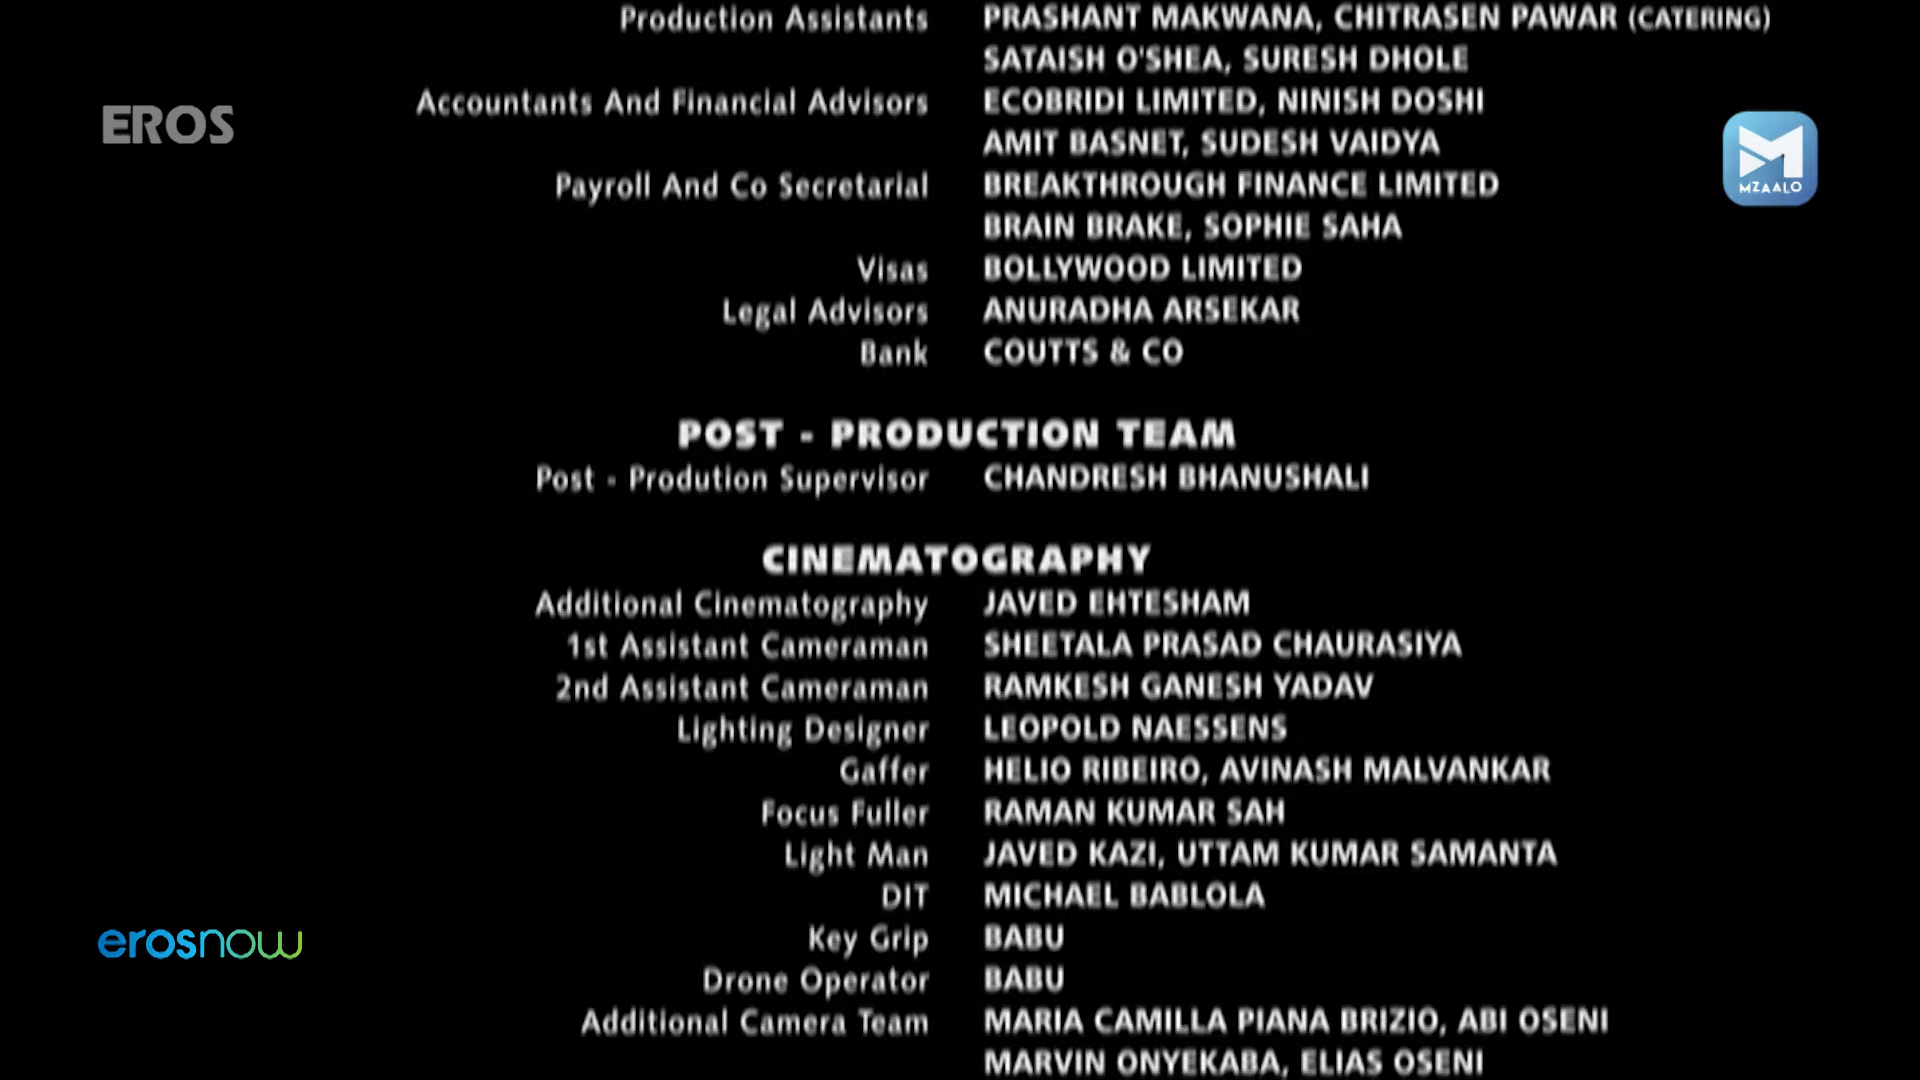 Production Assistants PRASHANT MAKWANA, CHITRASEN PAWAR (CATERING)
SATAISH O'SHEA, SURESH DHOLE
Accountants And Financial Advisors ECOBRIDI LIMITED, NINISH DOSHI
EROS
AMIT BASNET, SUDESH VAIDYA
MZAALO
Payroll And Co Secretarial BREAKTHROUGH FINANCE LIMITED
BRAIN BRAKE, SOPHIE SAHA
Visas BOLLYWOOD LIMITED
Legal Advisors ANURADHA ARSEKAR
Bank COUTTS & CO
POST - PRODUCTION TEAM
Post - Prodution Supervisor CHANDRESH BHANUSHALI
CINEMATOGRAPHY
Additional Cinematography JAVED EHTESHAM
1st Assistant Cameraman SHEETALA PRASAD CHAURASIYA
2nd Assistant Cameraman RAMKESH GANESH YADAV
Lighting Designer LEOPOLD NAESSENS
Gaffer HELIO RIBEIRO, AVINASH MALVANKAR
Focus Fuller RAMAN KUMAR SAH
Light Man JAVED KAZI, UTTAM KUMAR SAMANTA
DIT MICHAEL BABLOLA
Key Grip BABU
erosnow
Drone Operator BABU
Additional Camera Team MARIA CAMILLA PIANA BRIZIO, ABI OSENI
MARVIN ONYEKABA, ELIAS OSENI